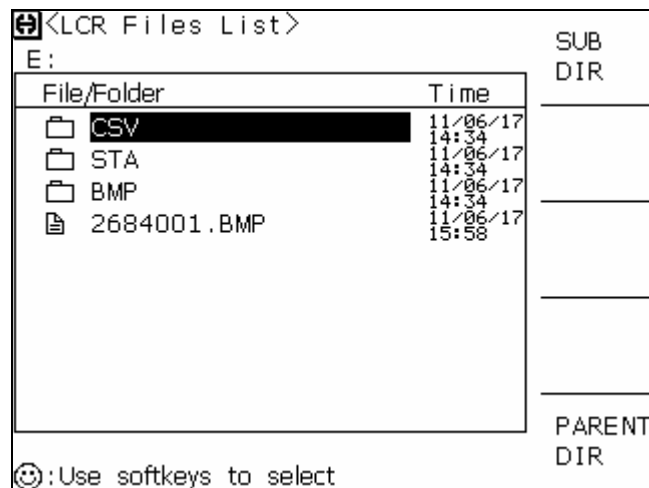 <LCR Files List>
E:
File/Folder Time
CSV 11/06/17 14:34
STA 11/06/17 14:34
BMP 11/06/17 14:34
2684001.BMP 11/06/17 15:58
:Use softkeys to select
SUB
DIR
PARENT
DIR